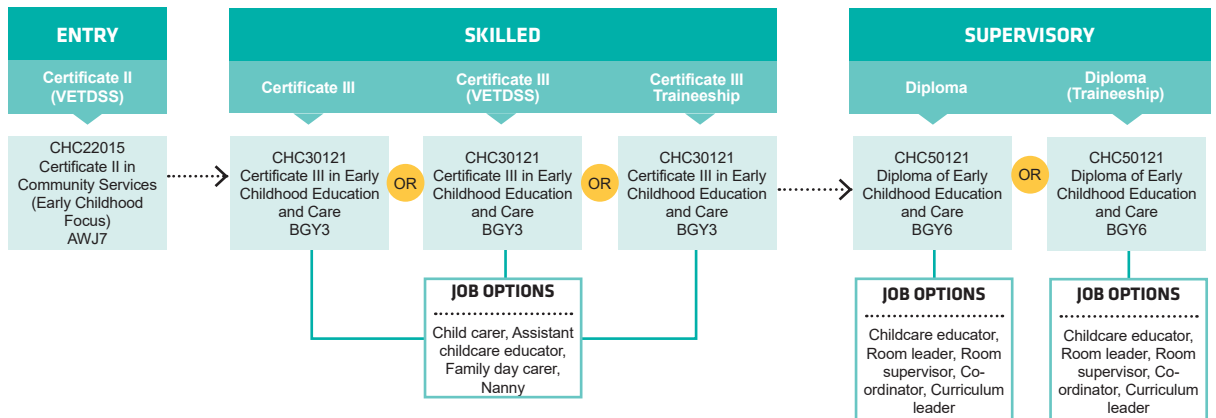 ENTRY
Certificate II
(VETDSS)
CHC22015
Certificate II in
Community Services
(Early Childhood
Focus)
AWJ7
SKILLED
Certificate III
CHC30121
Certificate III in Early
Childhood Education
and Care
BGY3
OR
Certificate III
(VETDSS)
CHC30121
Certificate III in Early
Childhood Education
and Care
BGY3
OR
Certificate III
Traineeship
CHC30121
Certificate III in Early
Childhood Education
and Care
BGY3
JOB OPTIONS
Child carer, Assistant
childcare educator,
Family day carer,
Nanny
SUPERVISORY
Diploma
CHC50121
Diploma of Early
Childhood Education
and Care
BGY6
OR
Diploma
(Traineeship)
CHC50121
Diploma of Early
Childhood Education
and Care
BGY6
JOB OPTIONS
Childcare educator,
Room leader, Room
supervisor, Co-
ordinator, Curriculum
leader
JOB OPTIONS
Childcare educator,
Room leader, Room
supervisor, Co-
ordinator, Curriculum
leader